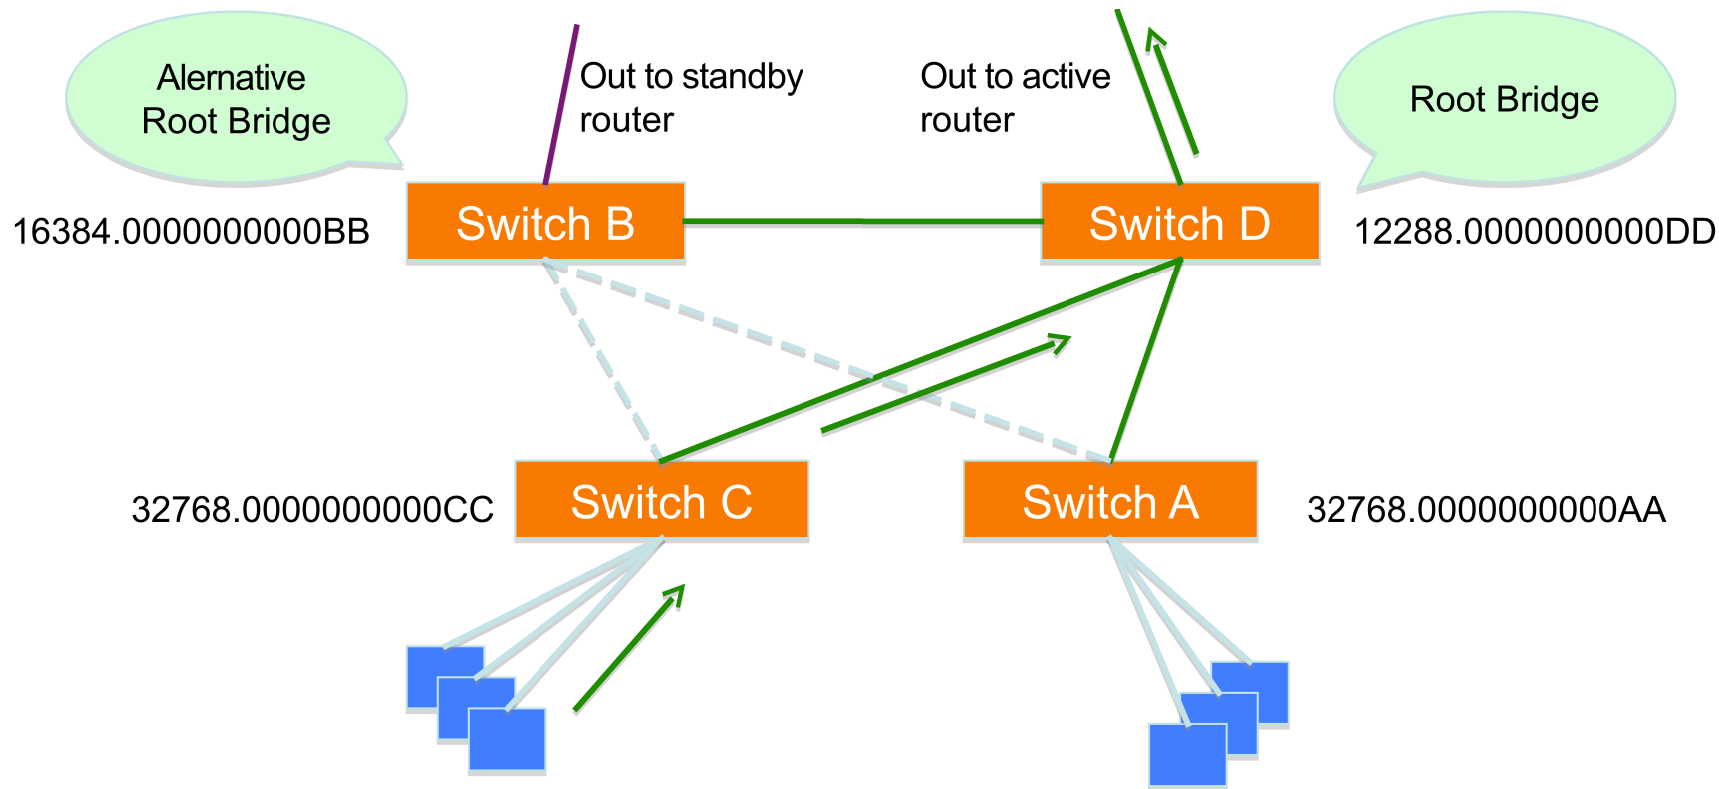 Alernative
Root Bridge
Out to standby
router
Out to active
router
Root Bridge
16384.0000000000BB
Switch B
Switch D
12288.0000000000DD
32768.0000000000CC
Switch C
Switch A
32768.0000000000AA